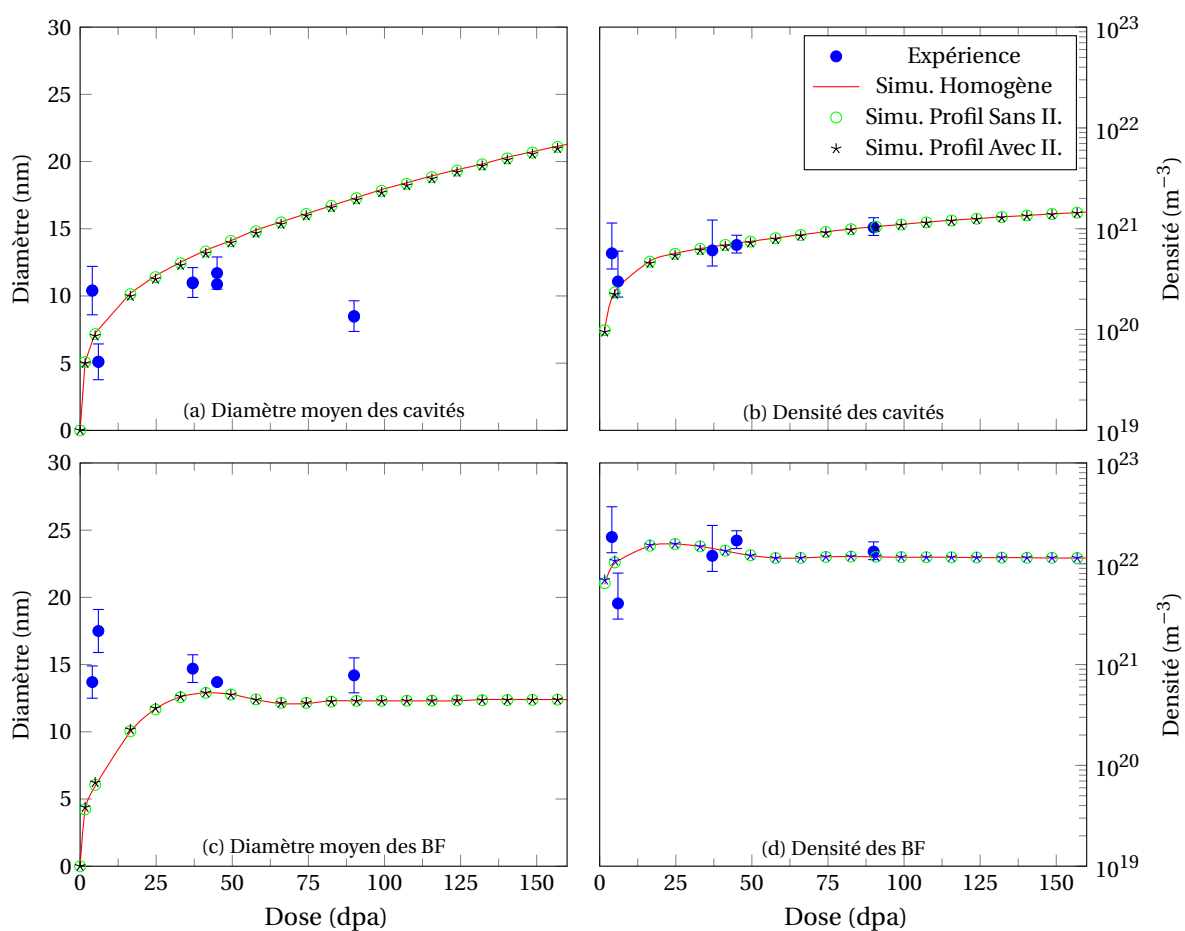 30
25
20
15
10
5
0
Diamètre (nm)
(a) Diamètre moyen des cavités
Expérience
Simu. Homogène
Simu. Profil Sans II.
Simu. Profil Avec II.
10^23
10^22
10^21
10^20
10^19
Densité (m^−3)
(b) Densité des cavités
30
25
20
15
10
5
0
Diamètre (nm)
(c) Diamètre moyen des BF
0 25 50 75 100 125 150
Dose (dpa)
10^23
10^22
10^21
10^20
10^19
Densité (m^−3)
(d) Densité des BF
0 25 50 75 100 125 150
Dose (dpa)